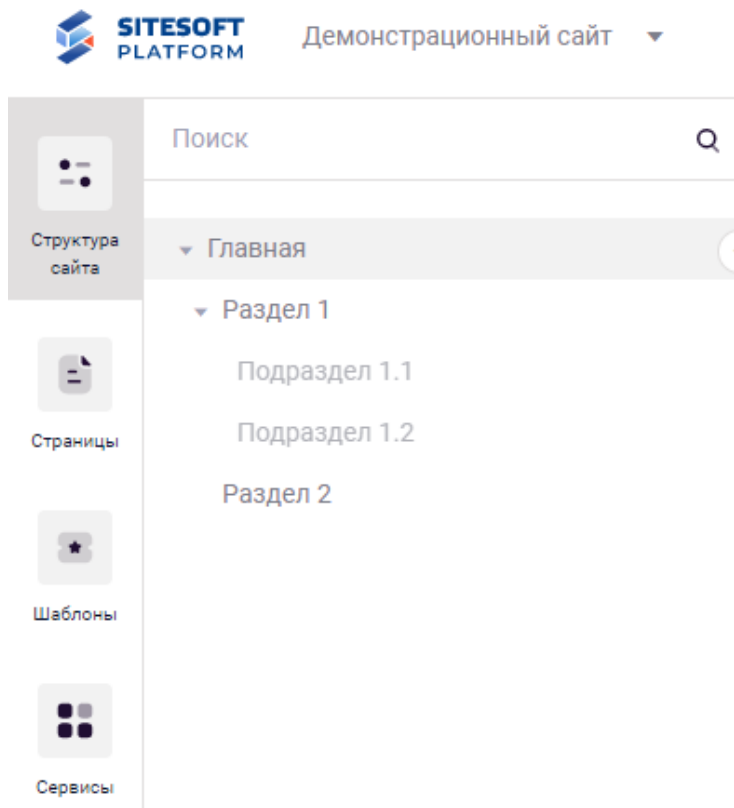 SITESOFT
PLATFORM
Демонстрационный сайт
Поиск
Структура
сайта
Главная
Раздел 1
Подраздел 1.1
Страницы
Подраздел 1.2
Раздел 2
Шаблоны
Сервисы